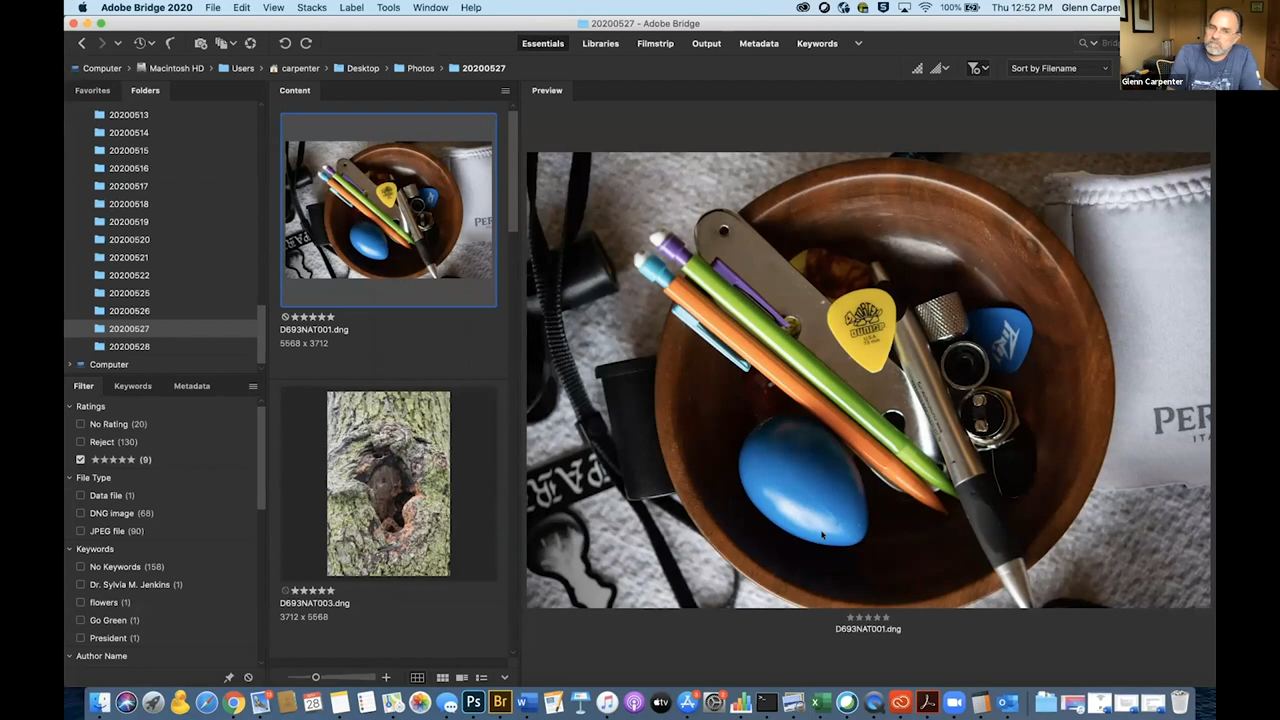 Adobe Bridge 2020 File Edit View Stacks Label Tools Window Help 100% Thu 12:52 PM Glenn Carpen
20200527 - Adobe Bridge
Essentials Libraries Filmstrip Output Metadata Keywords
Computer Macintosh HD Users carpenter Desktop Photos 20200527 Sort by Filename
Glenn Carpenter
Favorites Folders Content Preview
20200513
20200514
20200515
20200516
20200517
20200518
20200519
20200520
20200521
20200522
20200525
20200526
20200527
20200528
Computer
Filter Keywords Metadata
Ratings
No Rating (20)
Reject (130)
★★★★★ (9)
File Type
Data file (1)
DNG image (68)
JPEG file (90)
Keywords
No Keywords (158)
Dr. Sylvia M. Jenkins (1)
flowers (1)
Go Green (1)
President (1)
Author Name
D693NAT001.dng
5568 x 3712
D693NAT003.dng
3712 x 5568
D693NAT001.dng